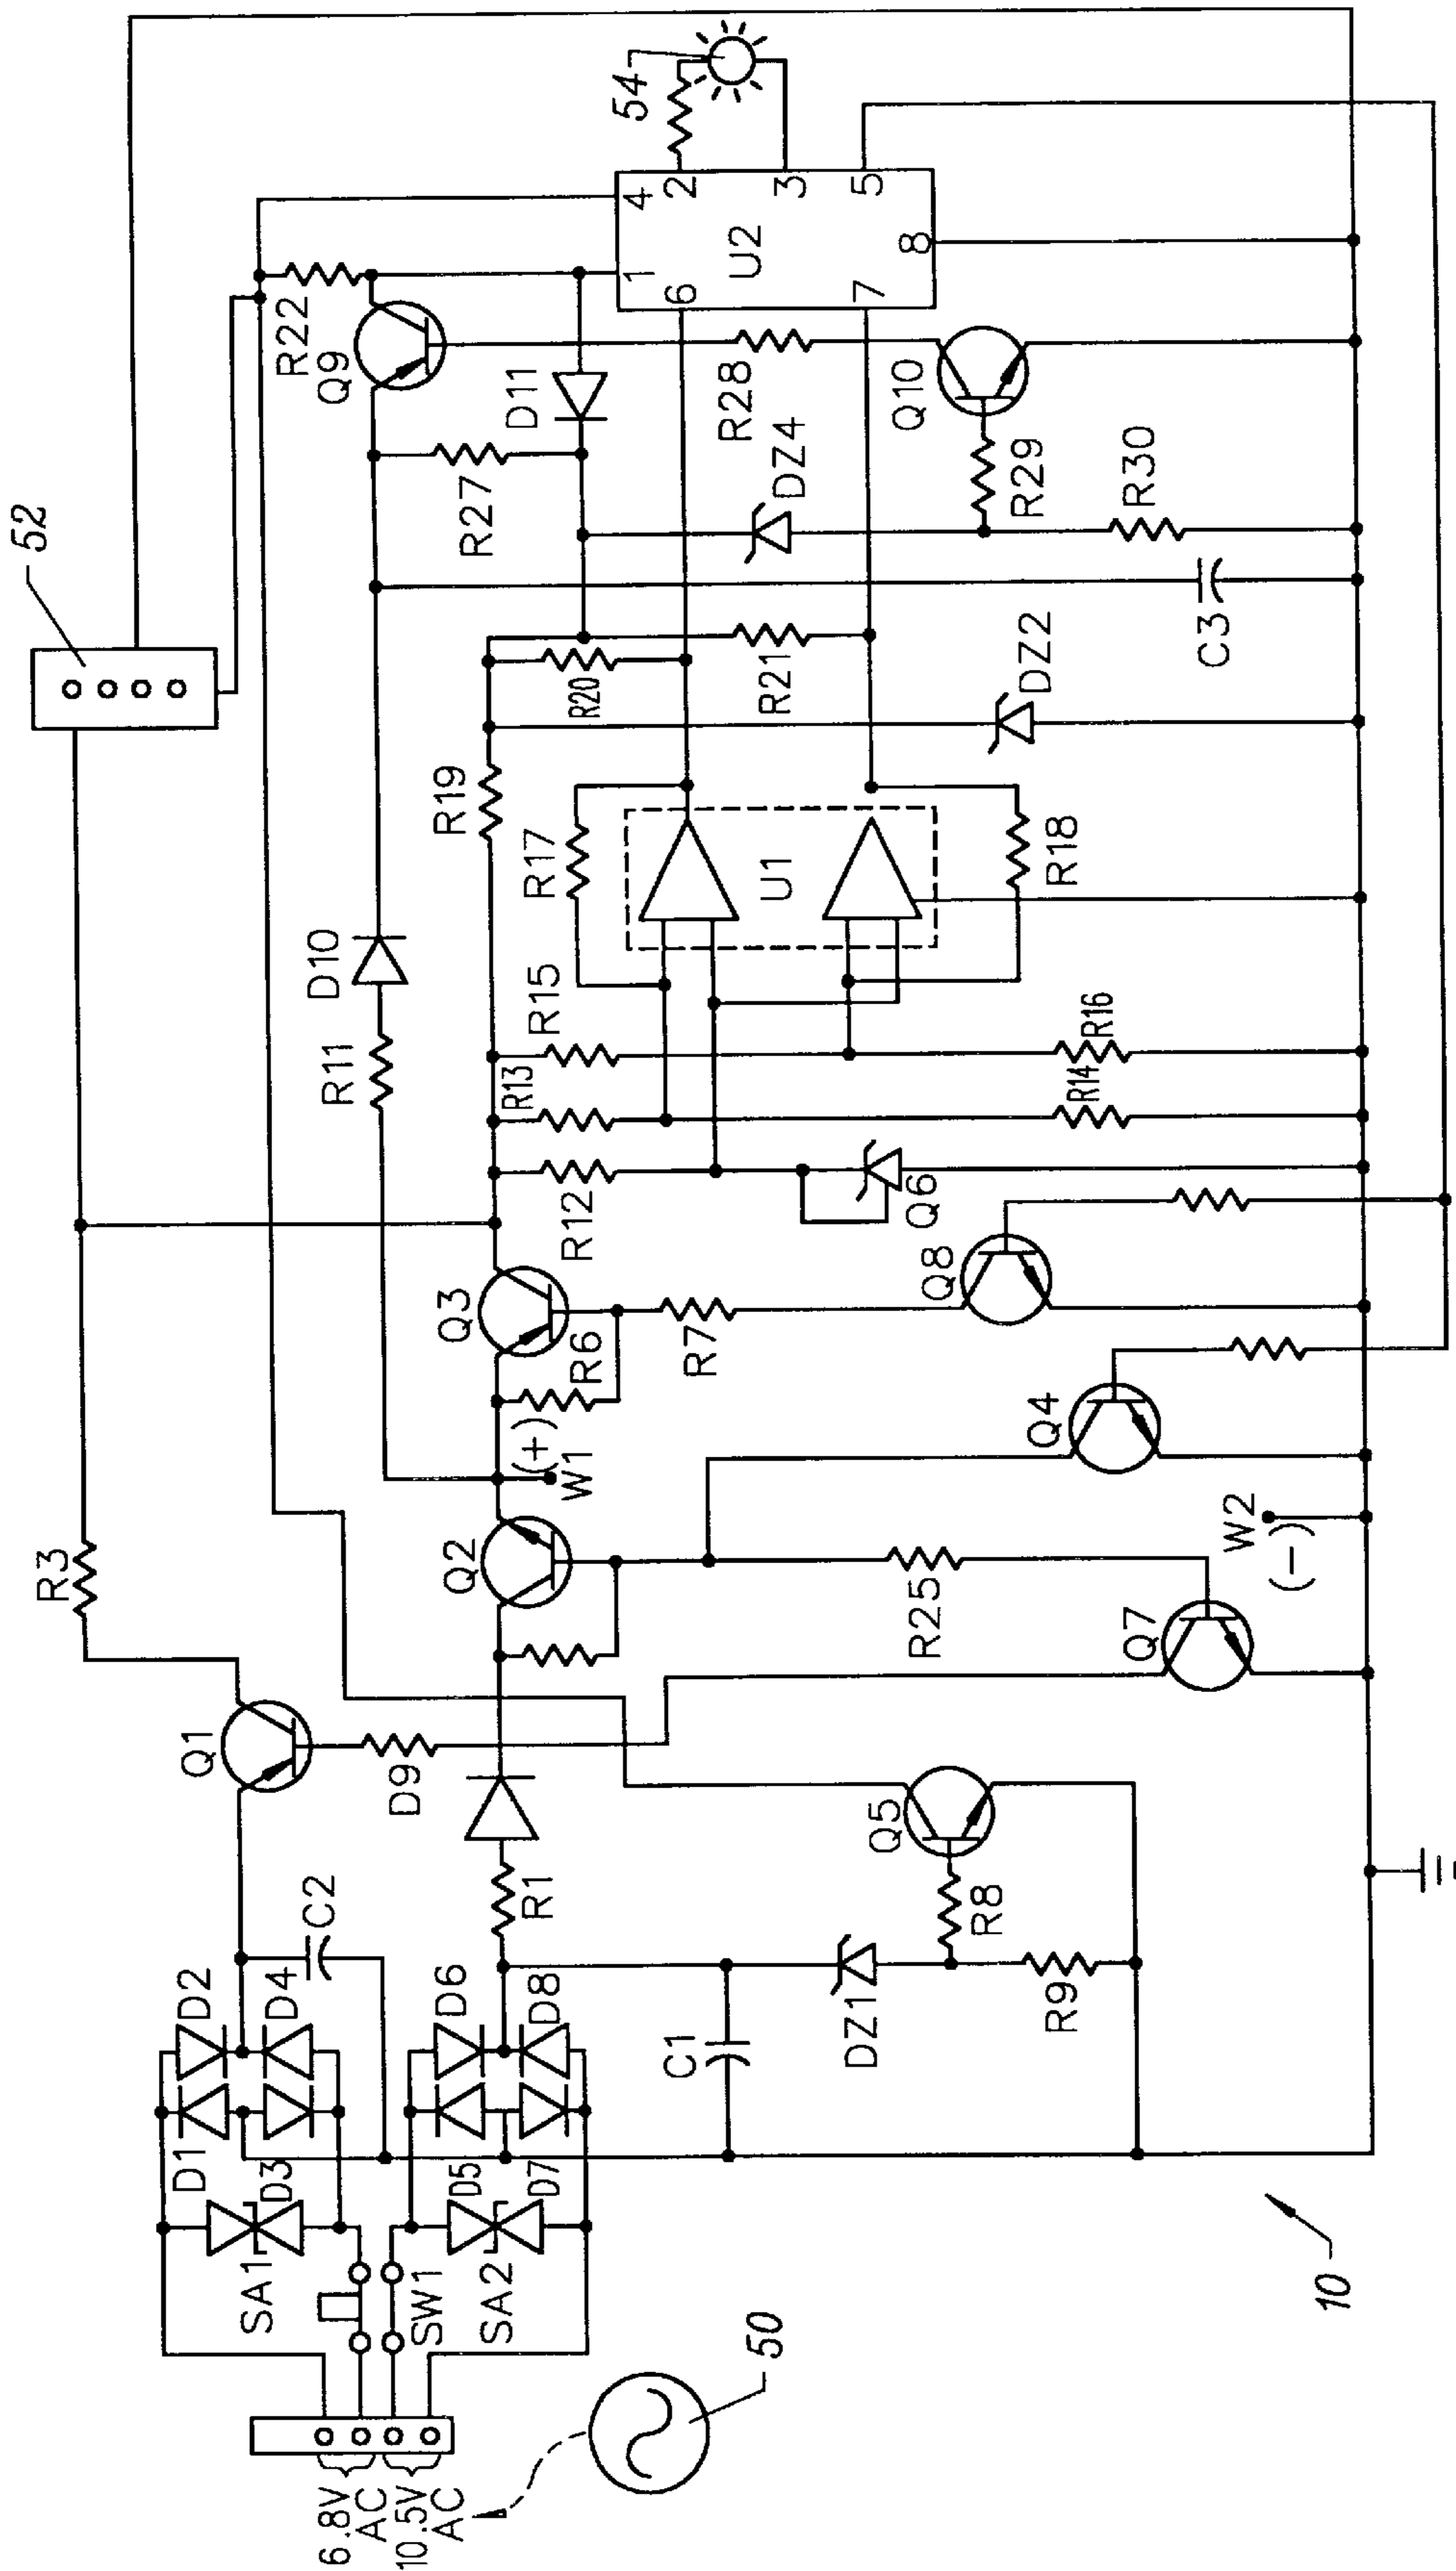 6.8V
AC
10.5V
AC
50
10
SA1
SW1
SA2
D1
D2
D3
D4
D5
D6
D7
D8
C2
C1
R1
DZ1
R8
R9
Q5
Q1
D9
R3
Q2
R25
Q7
W2
(-)
(+)
W1
Q4
Q3
R6
R7
Q8
R12
Q6
R13
R14
R15
R16
R11
D10
R17
U1
R18
R19
R20
R21
DZ2
C3
52
R27
D11
DZ4
R28
R29
R30
Q10
R22
Q9
1
4
6
2
U2
3
7
5
8
54